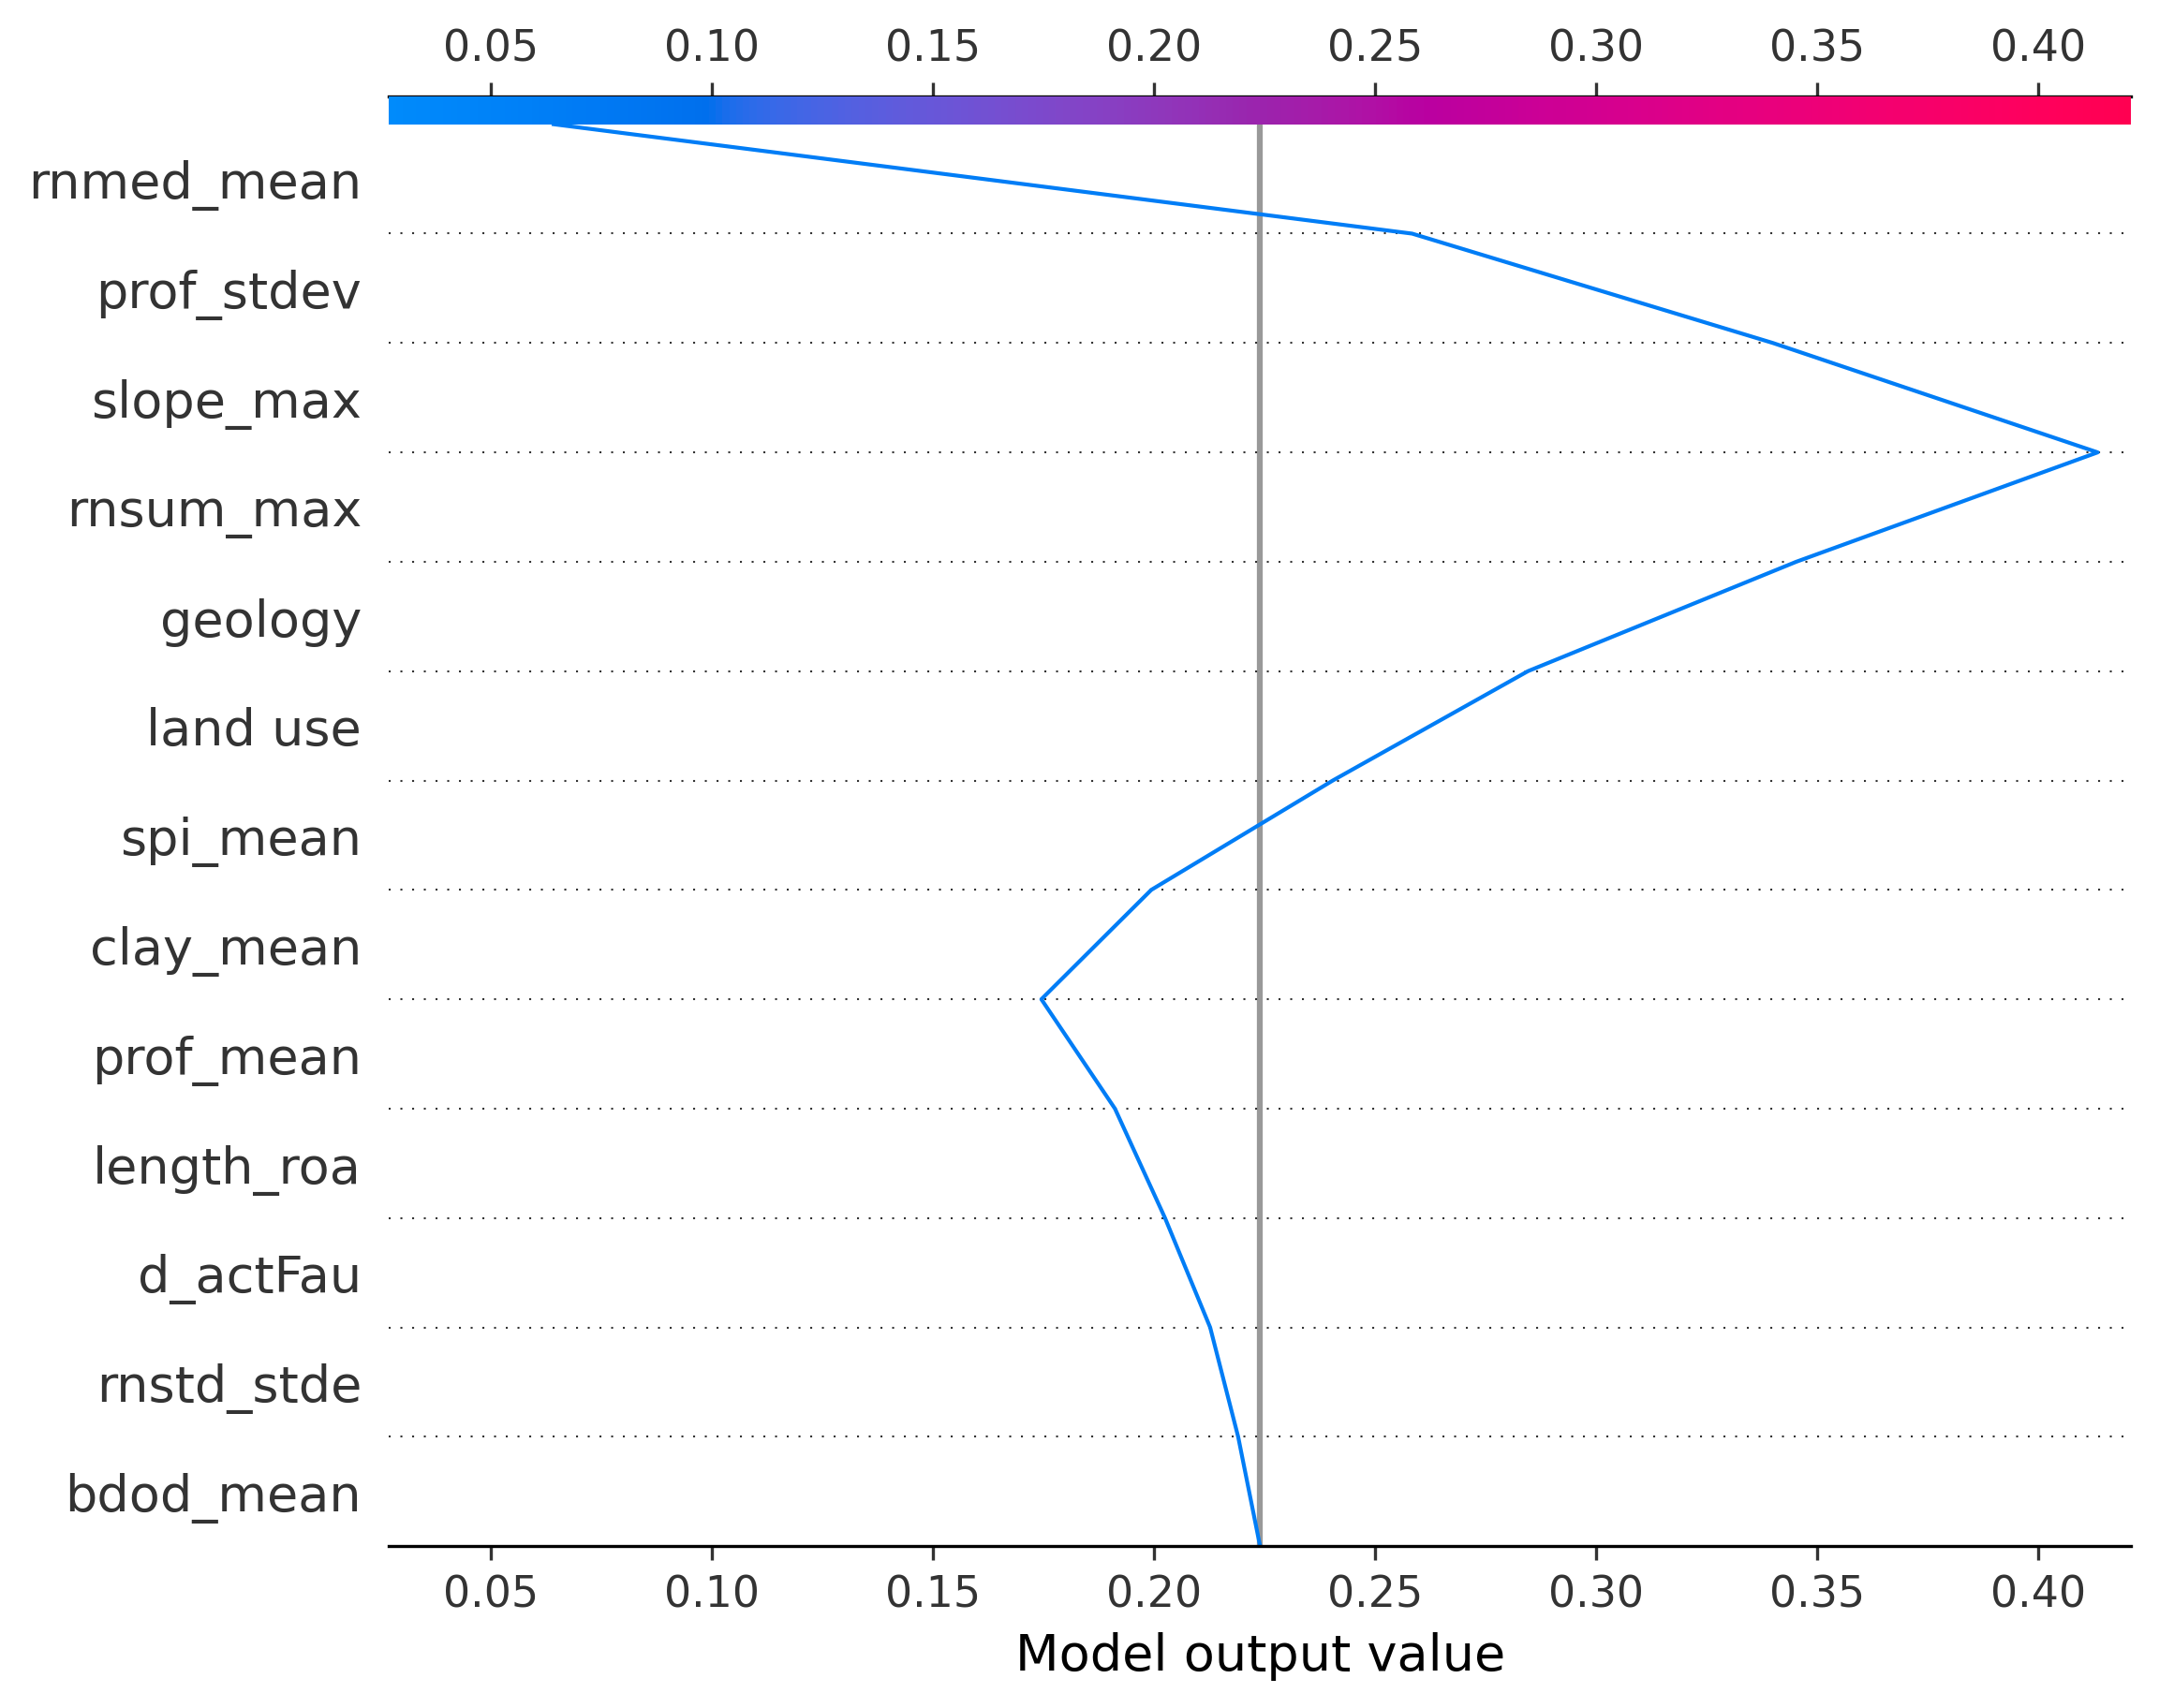 0.05 0.10 0.15 0.20 0.25 0.30 0.35 0.40
rnmed_mean
prof_stdev
slope_max
rnsum_max
geology
land use
spi_mean
clay_mean
prof_mean
length_roa
d_actFau
rnstd_stde
bdod_mean
0.05 0.10 0.15 0.20 0.25 0.30 0.35 0.40
Model output value